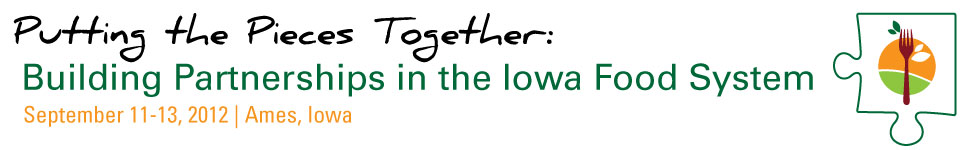 Putting the Pieces Together:
Building Partnerships in the Iowa Food System
September 11-13, 2012 | Ames, Iowa